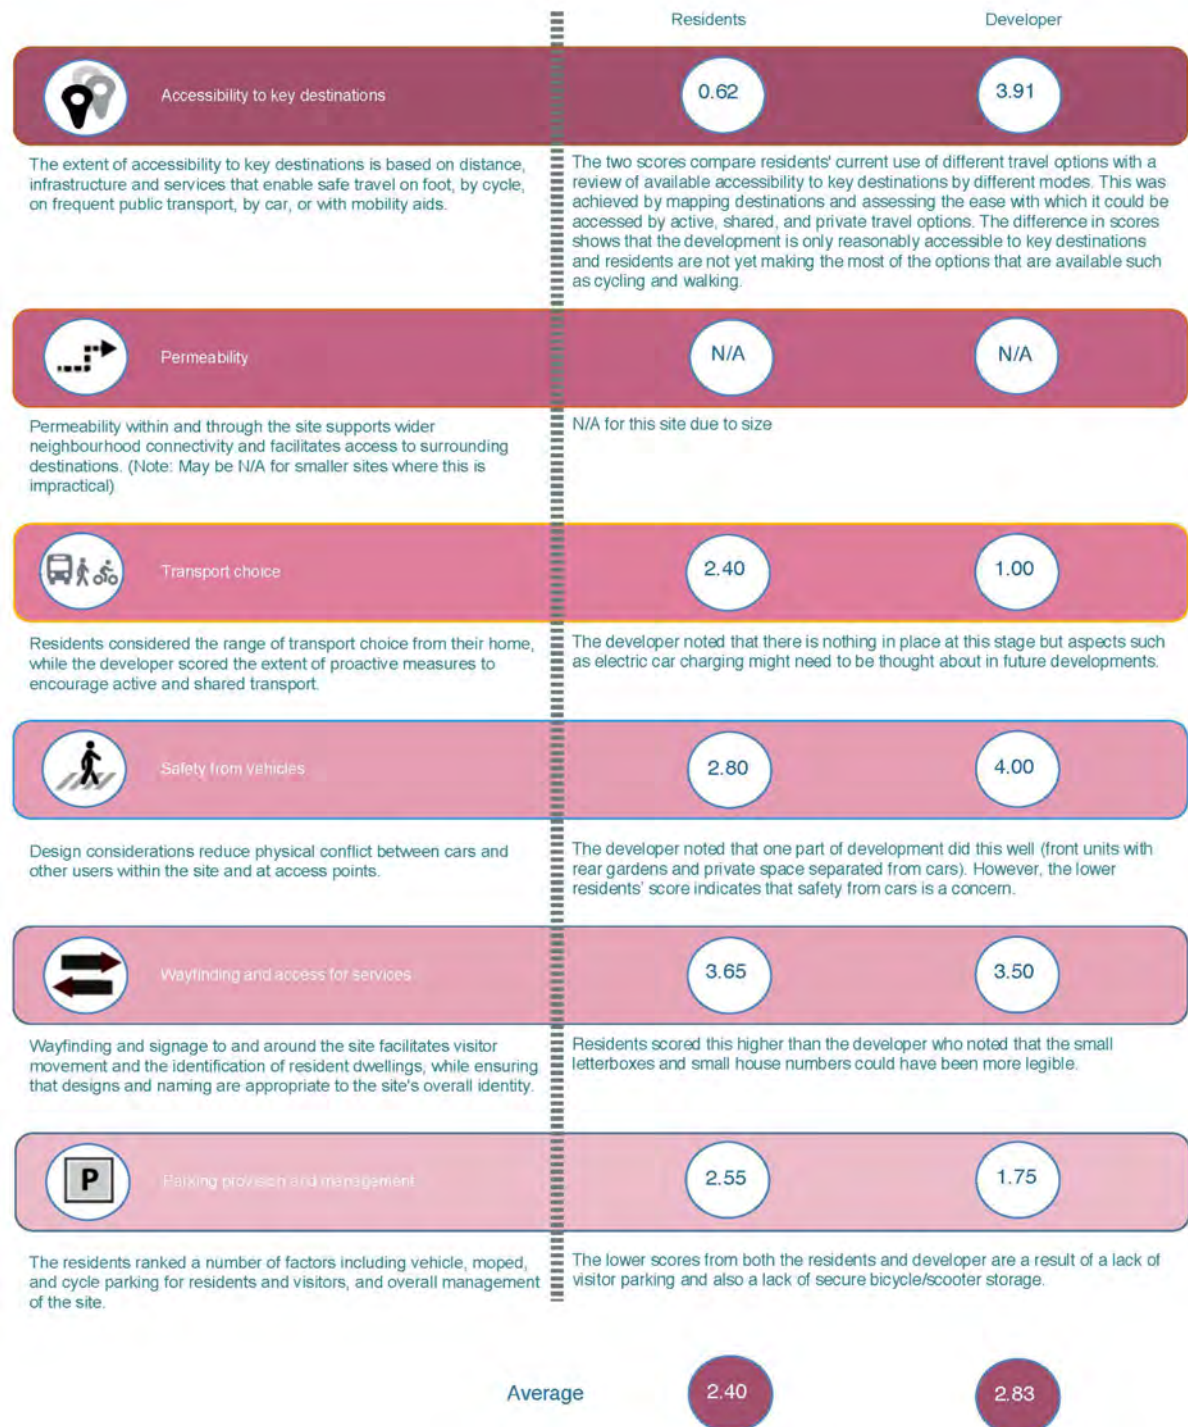 Residents Developer
Accessibility to key destinations 0.62 3.91
The extent of accessibility to key destinations is based on distance,
infrastructure and services that enable safe travel on foot, by cycle,
on frequent public transport, by car, or with mobility aids.
The two scores compare residents' current use of different travel options with a
review of available accessibility to key destinations by different modes. This was
achieved by mapping destinations and assessing the ease with which it could be
accessed by active, shared, and private travel options. The difference in scores
shows that the development is only reasonably accessible to key destinations
and residents are not yet making the most of the options that are available such
as cycling and walking.
Permeability N/A N/A
Permeability within and through the site supports wider
neighbourhood connectivity and facilitates access to surrounding
destinations. (Note: May be N/A for smaller sites where this is
impractical)
N/A for this site due to size
Transport choice 2.40 1.00
Residents considered the range of transport choice from their home,
while the developer scored the extent of proactive measures to
encourage active and shared transport.
The developer noted that there is nothing in place at this stage but aspects such
as electric car charging might need to be thought about in future developments.
Safety from vehicles 2.80 4.00
Design considerations reduce physical conflict between cars and
other users within the site and at access points.
The developer noted that one part of development did this well (front units with
rear gardens and private space separated from cars). However, the lower
residents' score indicates that safety from cars is a concern.
Wayfinding and access for services 3.65 3.50
Wayfinding and signage to and around the site facilitates visitor
movement and the identification of resident dwellings, while ensuring
that designs and naming are appropriate to the site's overall identity.
Residents scored this higher than the developer who noted that the small
letterboxes and small house numbers could have been more legible.
P Parking provision and management 2.55 1.75
The residents ranked a number of factors including vehicle, moped,
and cycle parking for residents and visitors, and overall management
of the site.
The lower scores from both the residents and developer are a result of a lack of
visitor parking and also a lack of secure bicycle/scooter storage.
Average 2.40 2.83